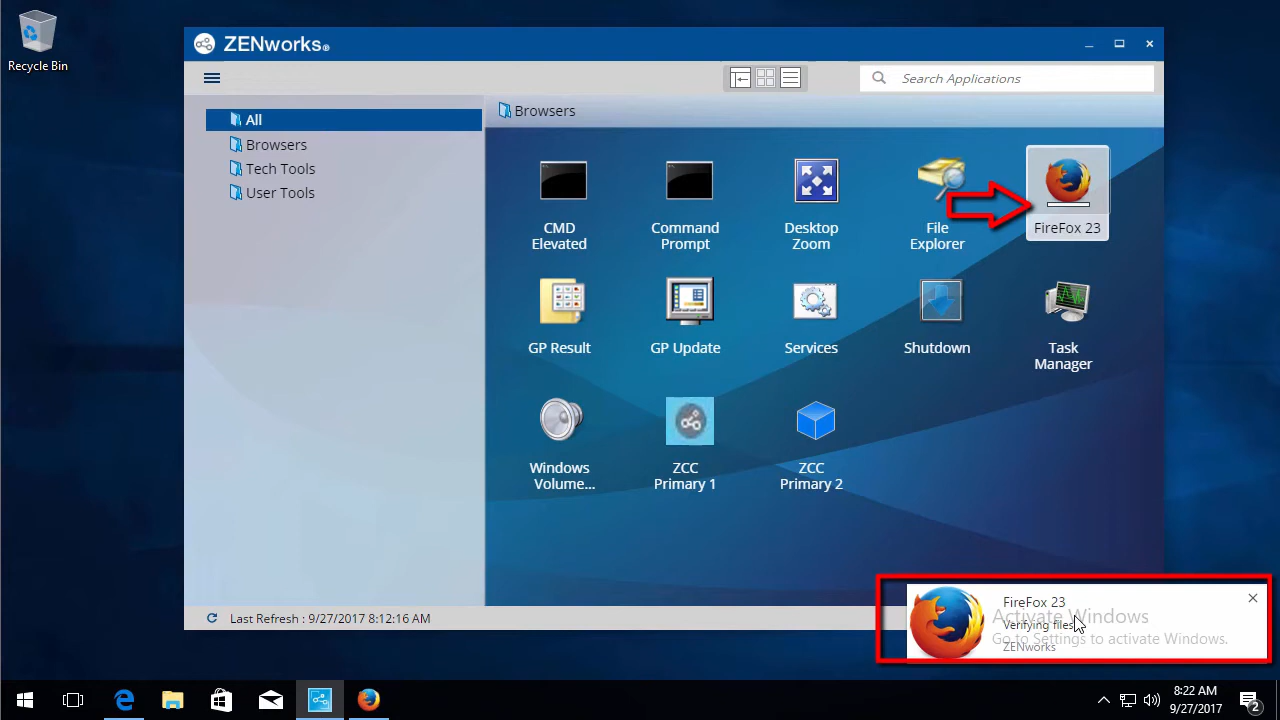 Recycle Bin
ZENworks®
Search Applications
All
Browsers
Tech Tools
User Tools
Browsers
CMD
Elevated
Command
Prompt
Desktop
Zoom
File
Explorer
FireFox 23
GP Result
GP Update
Services
Shutdown
Task
Manager
Windows
Volume...
ZCC
Primary 1
ZCC
Primary 2
Last Refresh : 9/27/2017 8:12:16 AM
FireFox 23
Activate Windows
Verifying files
Go to Settings to activate Windows.
ZENworks
8:22 AM
9/27/2017
2